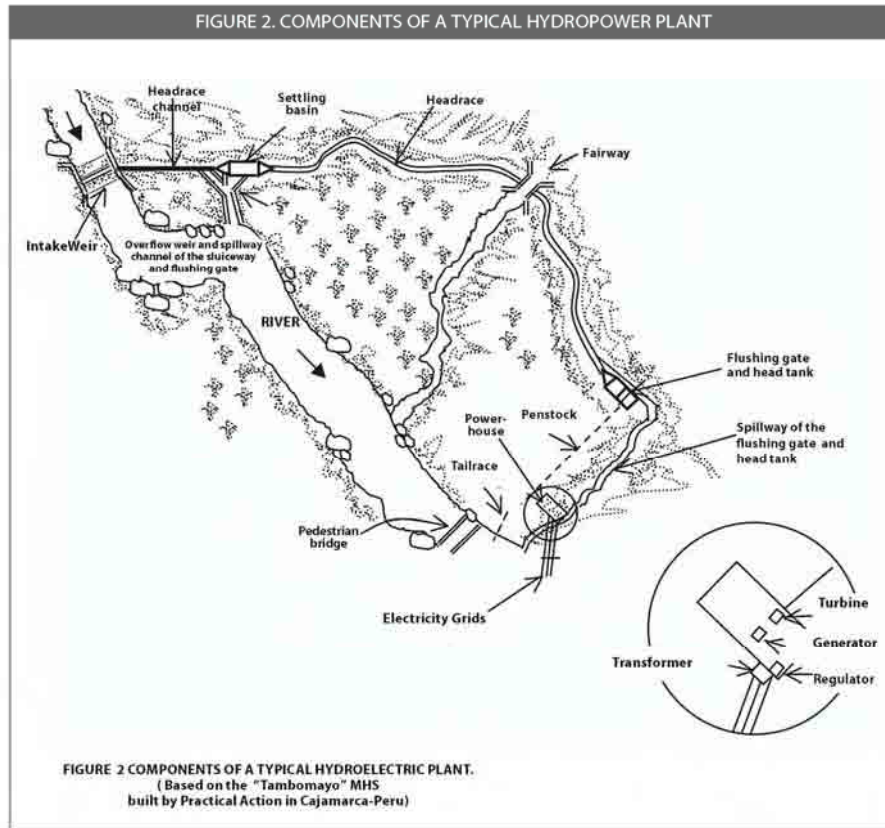 FIGURE 2. COMPONENTS OF A TYPICAL HYDROPOWER PLANT
Headrace
channel
Settling
basin
Headrace
Fairway
IntakeWeir
Overflow weir and spillway
channel of the sluiceway
and flushing gate
RIVER
Flushing gate
and head tank
Power-
house
Penstock
Spillway of the
flushing gate and
head tank
Tailrace
Pedestrian
bridge
Electricity Grids
Turbine
Generator
Transformer
Regulator
FIGURE 2 COMPONENTS OF A TYPICAL HYDROELECTRIC PLANT.
( Based on the "Tambomayo" MHS
built by Practical Action in Cajamarca-Peru)